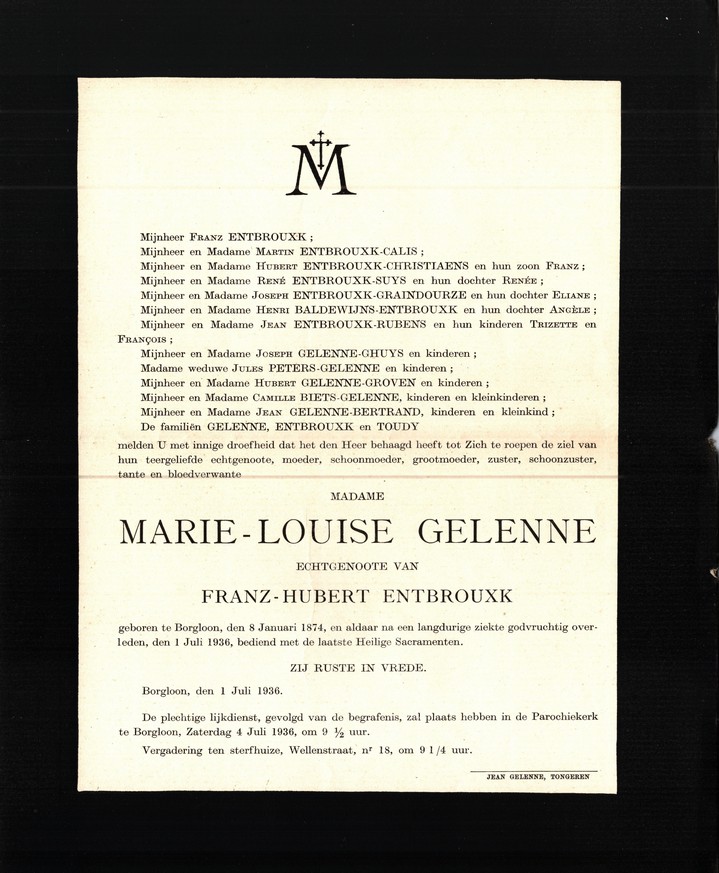 M
Mijnheer Franz ENTBROUXK ;
Mijnheer en Madame Martin ENTBROUXK-CALIS ;
Mijnheer en Madame Hubert ENTBROUXK-CHRISTIAENS en hun zoon Franz ;
Mijnheer en Madame René ENTBROUXK-SUYS en hun dochter Renée ;
Mijnheer en Madame Joseph ENTBROUXK-GRAINDOURZE en hun dochter Eliane ;
Mijnheer en Madame Henri BALDEWIJNS-ENTBROUXK en hun dochter Angèle ;
Mijnheer en Madame Jean ENTBROUXK-RUBENS en hun kinderen Trizette en
François ;
Mijnheer en Madame Joseph GELENNE-GHUYS en kinderen ;
Madame weduwe Jules PETERS-GELENNE en kinderen ;
Mijnheer en Madame Hubert GELENNE-GROVEN en kinderen ;
Mijnheer en Madame Camille BIETS-GELENNE, kinderen en kleinkinderen ;
Mijnheer en Madame Jean GELENNE-BERTRAND, kinderen en kleinkind ;
De familiën GELENNE, ENTBROUXK en TOUDY
melden U met innige droefheid dat het den Heer behaagd heeft tot Zich te roepen de ziel van
hun teergeliefde echtgenoote, moeder, schoonmoeder, grootmoeder, zuster, schoonzuster,
tante en bloedverwante
MADAME
MARIE-LOUISE GELENNE
ECHTGENOOTE VAN
FRANZ-HUBERT ENTBROUXK
geboren te Borgloon, den 8 Januari 1874, en aldaar na een langdurige ziekte godvruchtig over-
leden, den 1 Juli 1936, bediend met de laatste Heilige Sacramenten.
ZIJ RUSTE IN VREDE.
Borgloon, den 1 Juli 1936.
De plechtige lijkdienst, gevolgd van de begrafenis, zal plaats hebben in de Parochiekerk
te Borgloon, Zaterdag 4 Juli 1936, om 9 ½ uur.
Vergadering ten sterfhuize, Wellenstraat, nr 18, om 9 1/4 uur.
JEAN GELENNE, TONGEREN